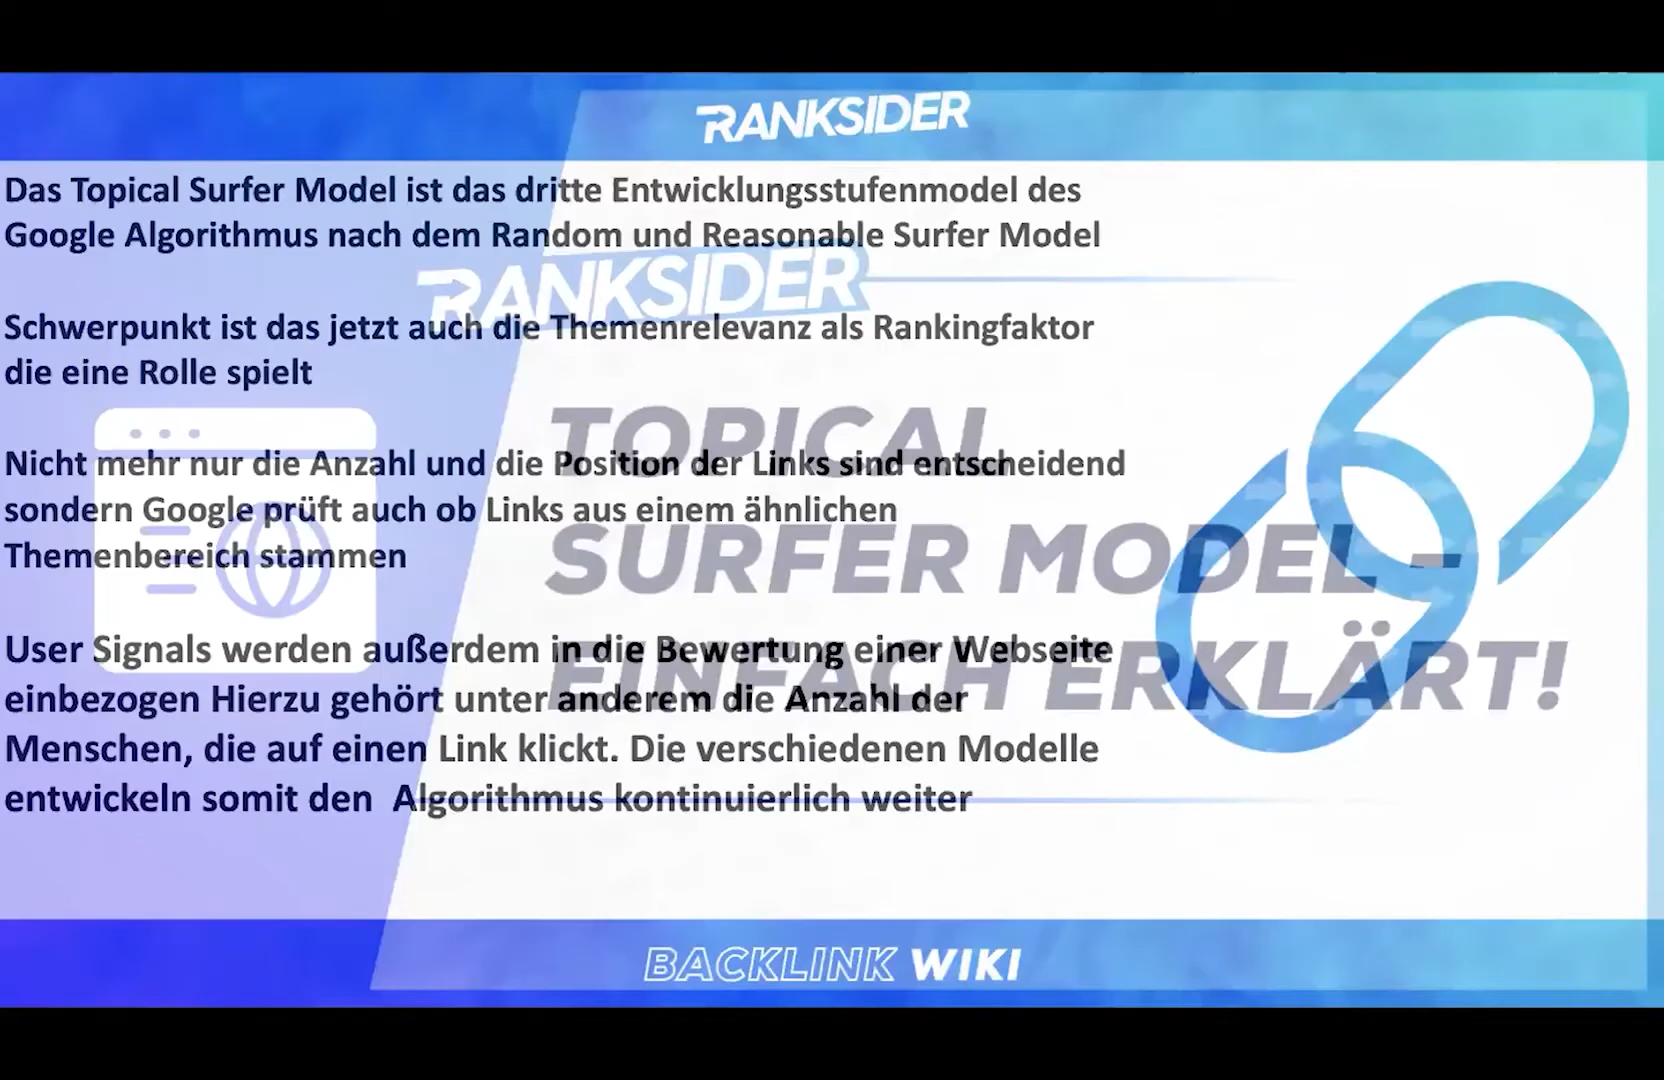 RANKSIDER
Das Topical Surfer Model ist das dritte Entwicklungsstufenmodel des
Google Algorithmus nach dem Random und Reasonable Surfer Model
RANKSIDER
Schwerpunkt ist das jetzt auch die Themenrelevanz als Rankingfaktor
die eine Rolle spielt
Nicht mehr nur die Anzahl und die Position der Links sind entscheidend
sondern Google prüft auch ob Links aus einem ähnlichen
Themenbereich stammen
User Signals werden außerdem in die Bewertung einer Webseite
einbezogen Hierzu gehört unter anderem die Anzahl der
Menschen, die auf einen Link klickt. Die verschiedenen Modelle
entwickeln somit den  Algorithmus kontinuierlich weiter
TOPICAL
SURFER MODEL –
EINFACH ERKLÄRT!
BACKLINK WIKI